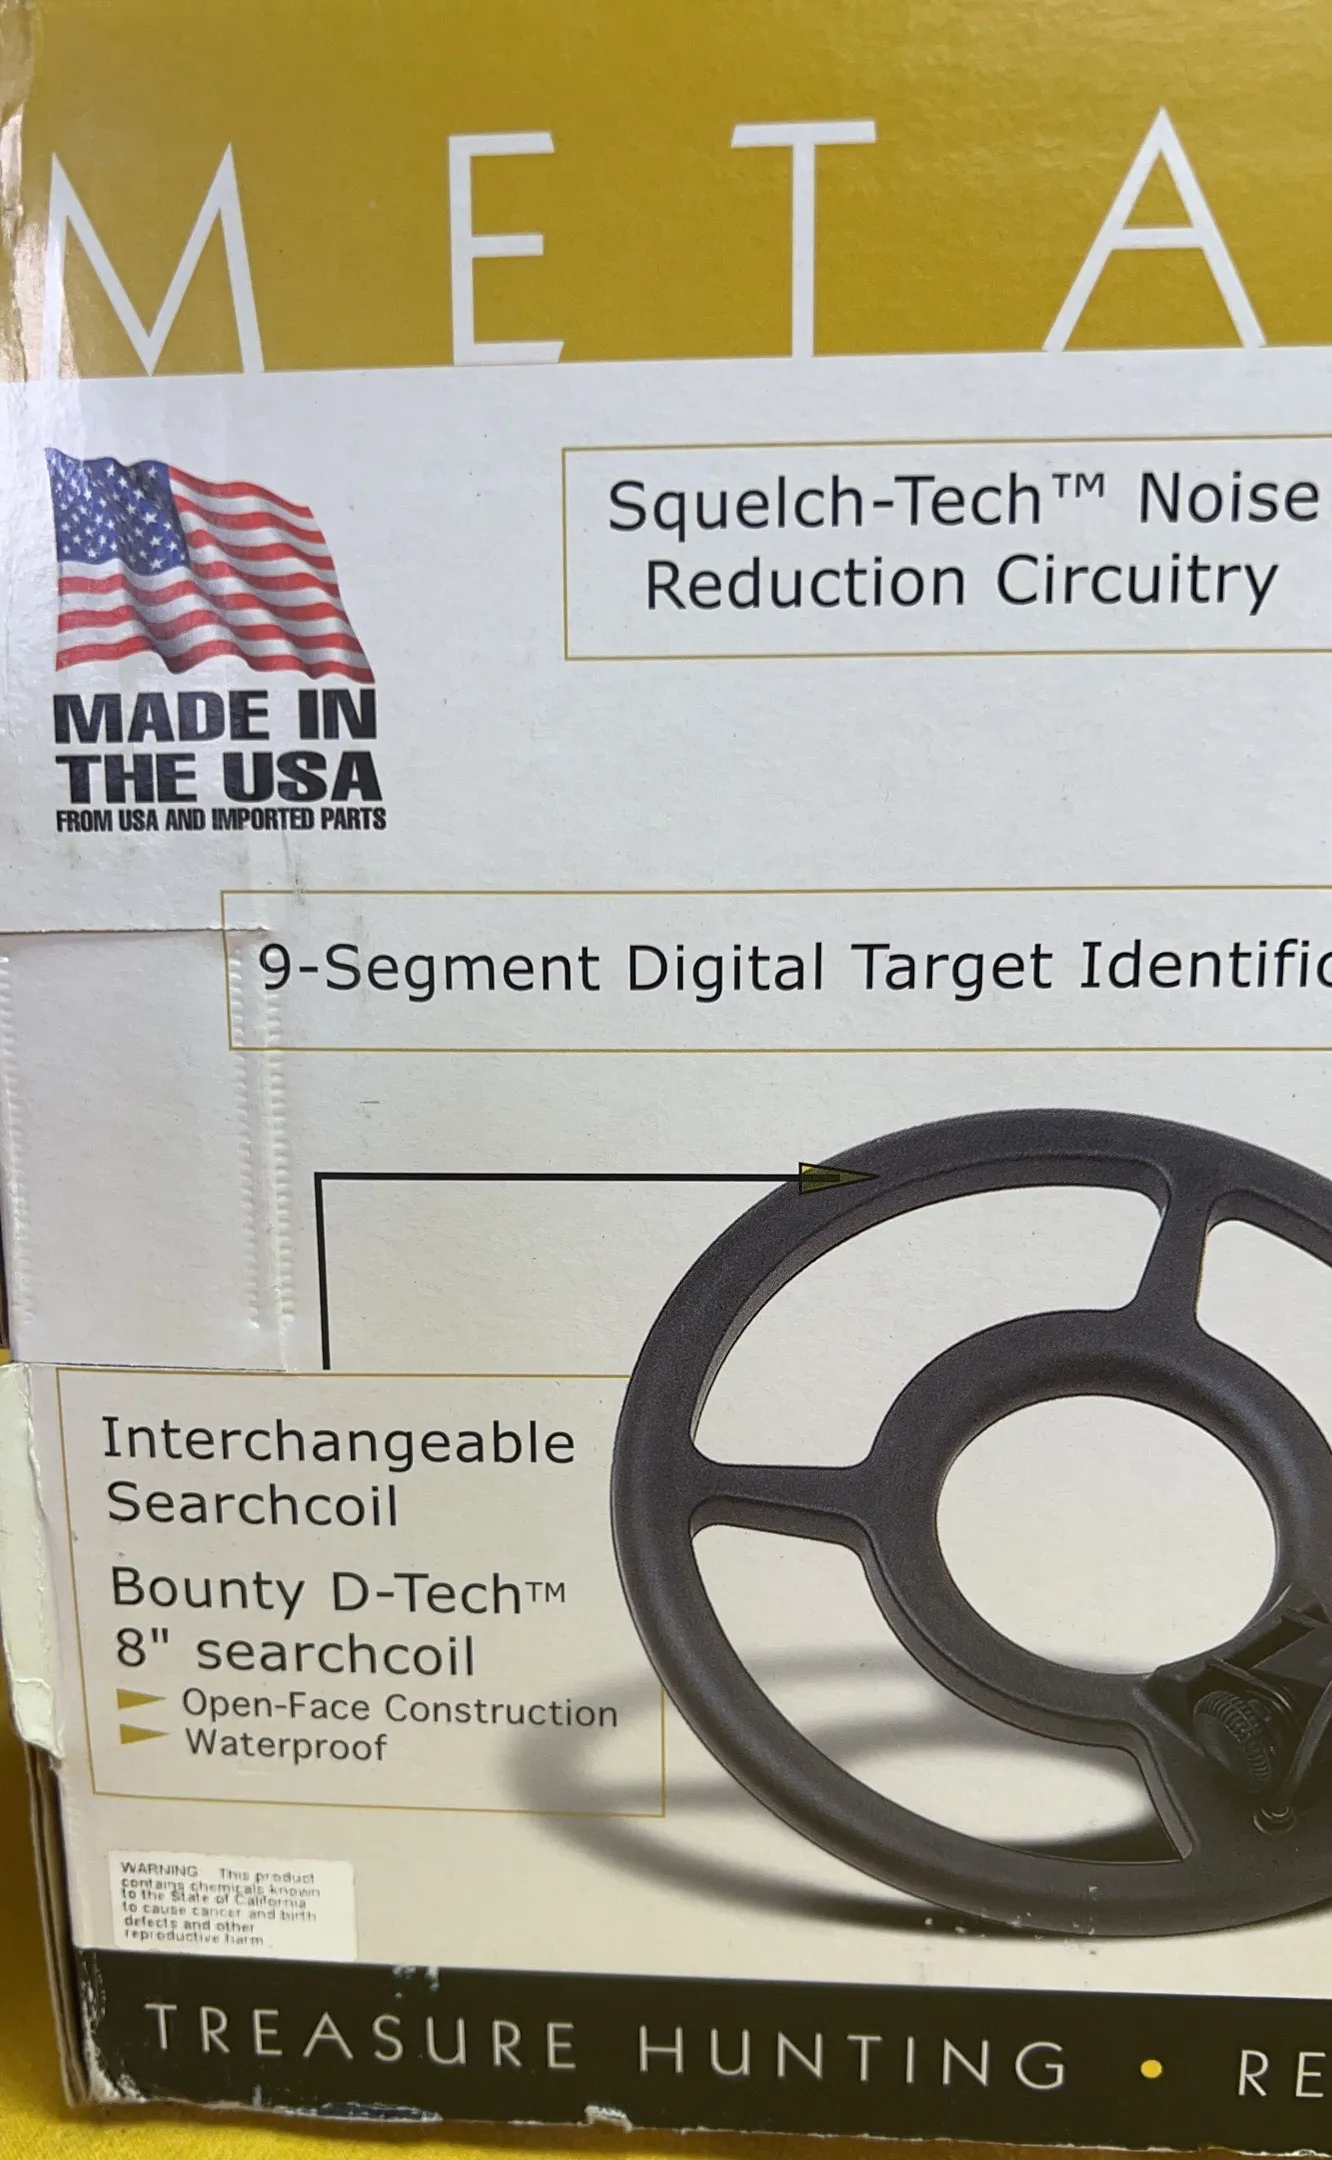 META
Squelch-Tech™ Noise
Reduction Circuitry
MADE IN
THE USA
FROM USA AND IMPORTED PARTS
9-Segment Digital Target Identific
Interchangeable
Searchcoil
Bounty D-Tech™
8" searchcoil
Open-Face Construction
Waterproof
WARNING This product
contains chemicals known
to the State of California
to cause cancer and birth
defects and other
reproductive harm
TREASURE HUNTING • RE